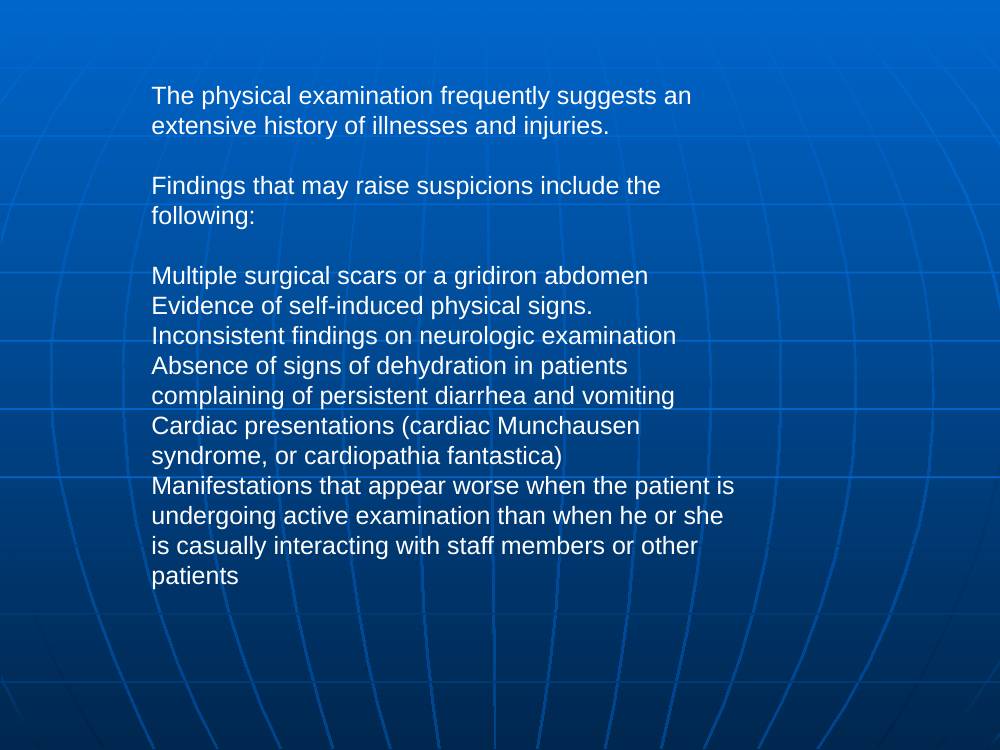 The physical examination frequently suggests an
extensive history of illnesses and injuries.
Findings that may raise suspicions include the
following:
Multiple surgical scars or a gridiron abdomen
Evidence of self-induced physical signs.
Inconsistent findings on neurologic examination
Absence of signs of dehydration in patients
complaining of persistent diarrhea and vomiting
Cardiac presentations (cardiac Munchausen
syndrome, or cardiopathia fantastica)
Manifestations that appear worse when the patient is
undergoing active examination than when he or she
is casually interacting with staff members or other
patients